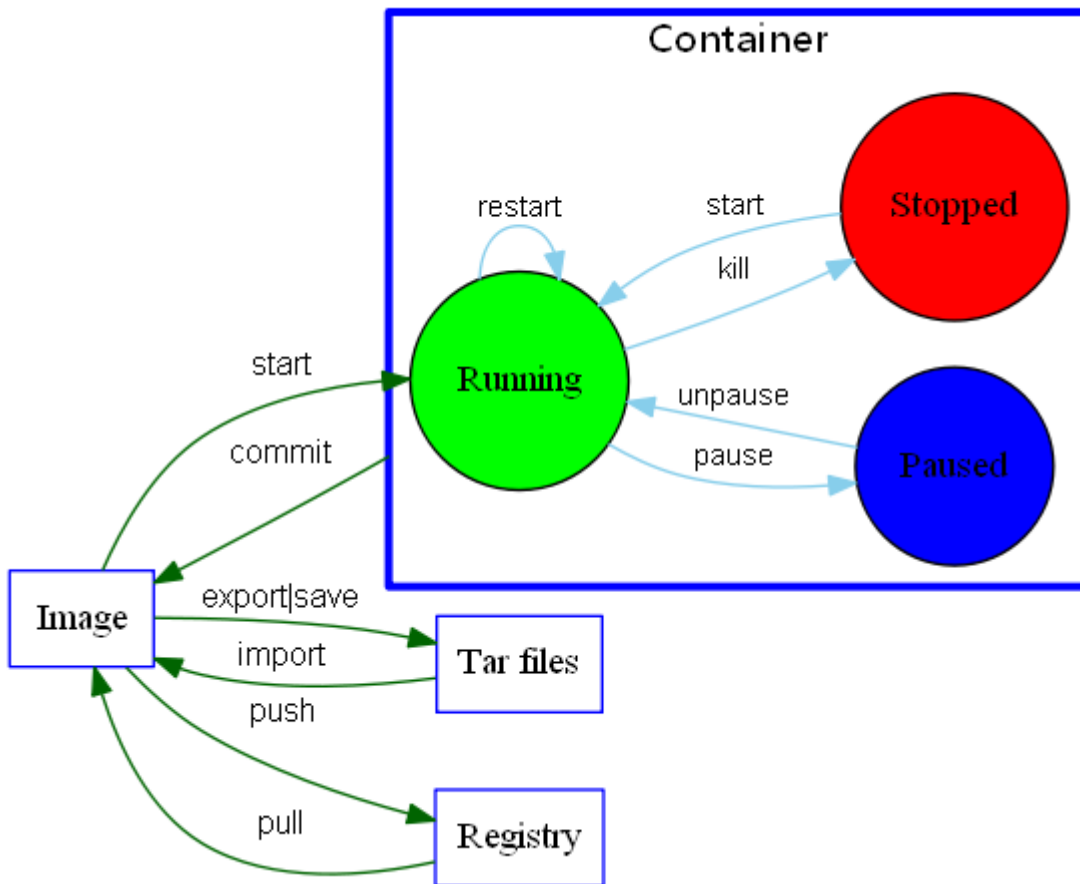 Container
Stopped
restart
start
kill
Running
start
unpause
commit
pause
Paused
export|save
Image
import
Tar files
push
pull
Registry